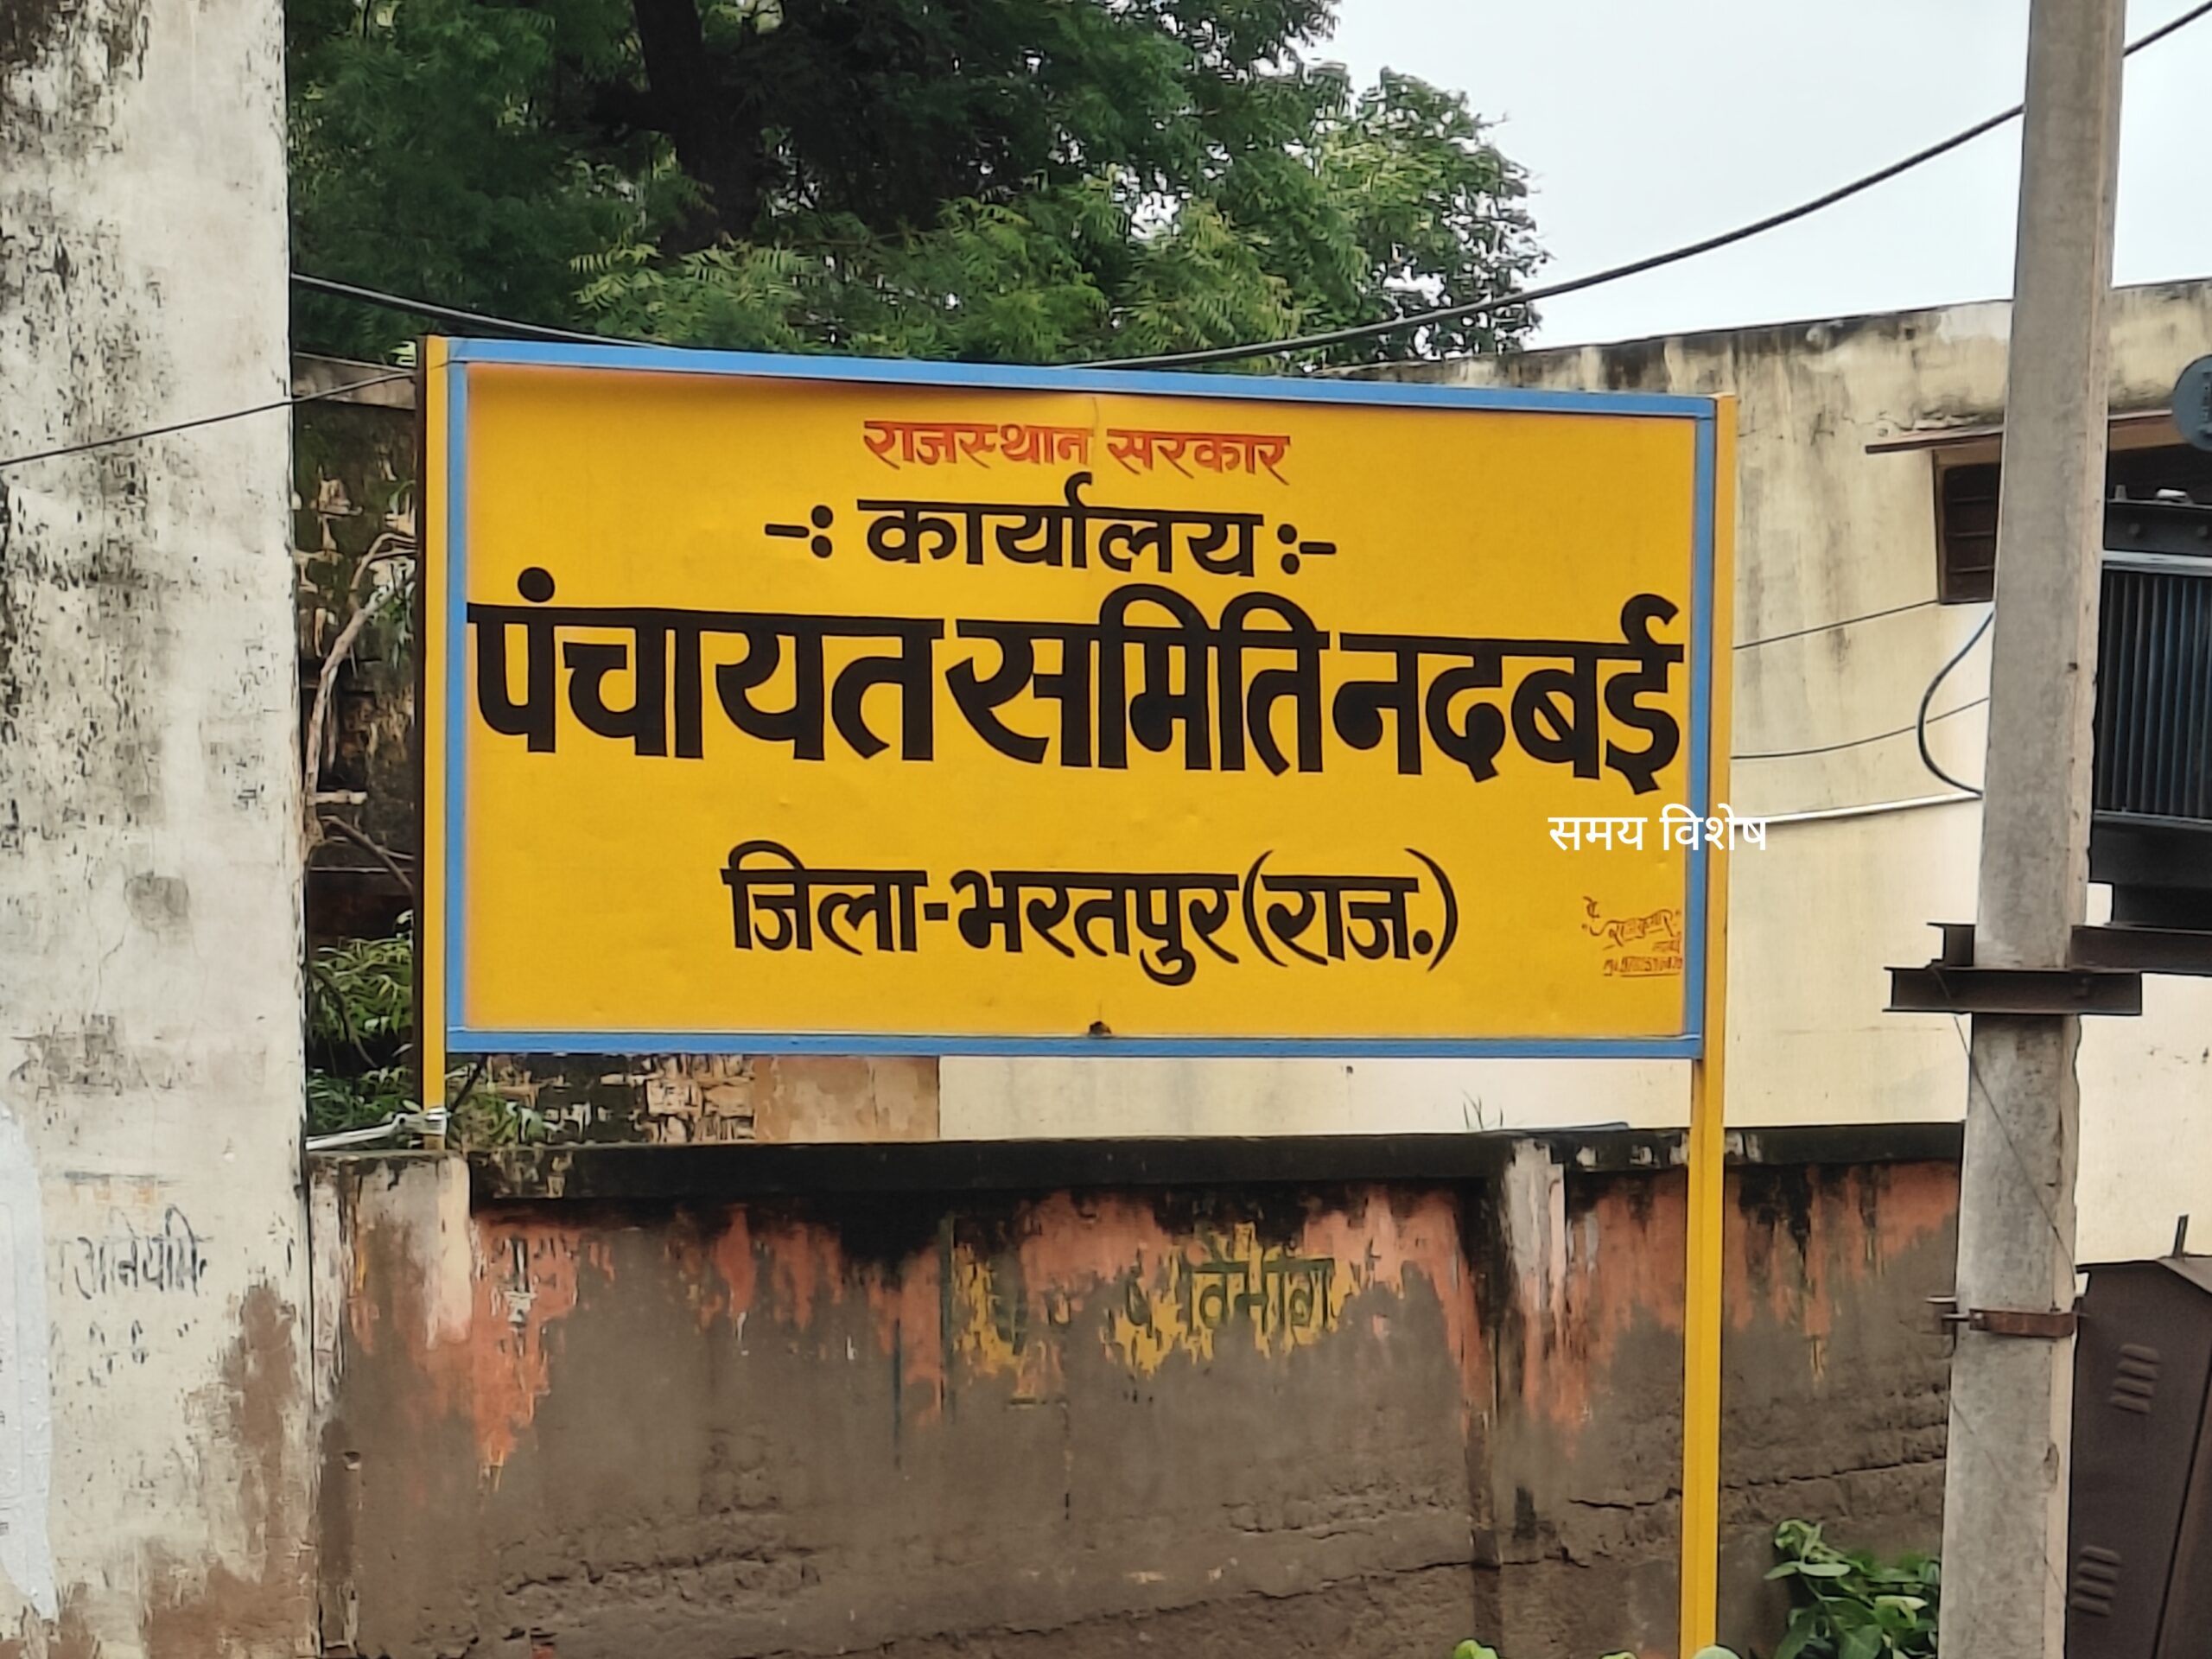 राजस्थान सरकार
-: कार्यालय :-
पंचायत समिति नदबई
समय विशेष
जिला-भरतपुर (राज.)
विभाग